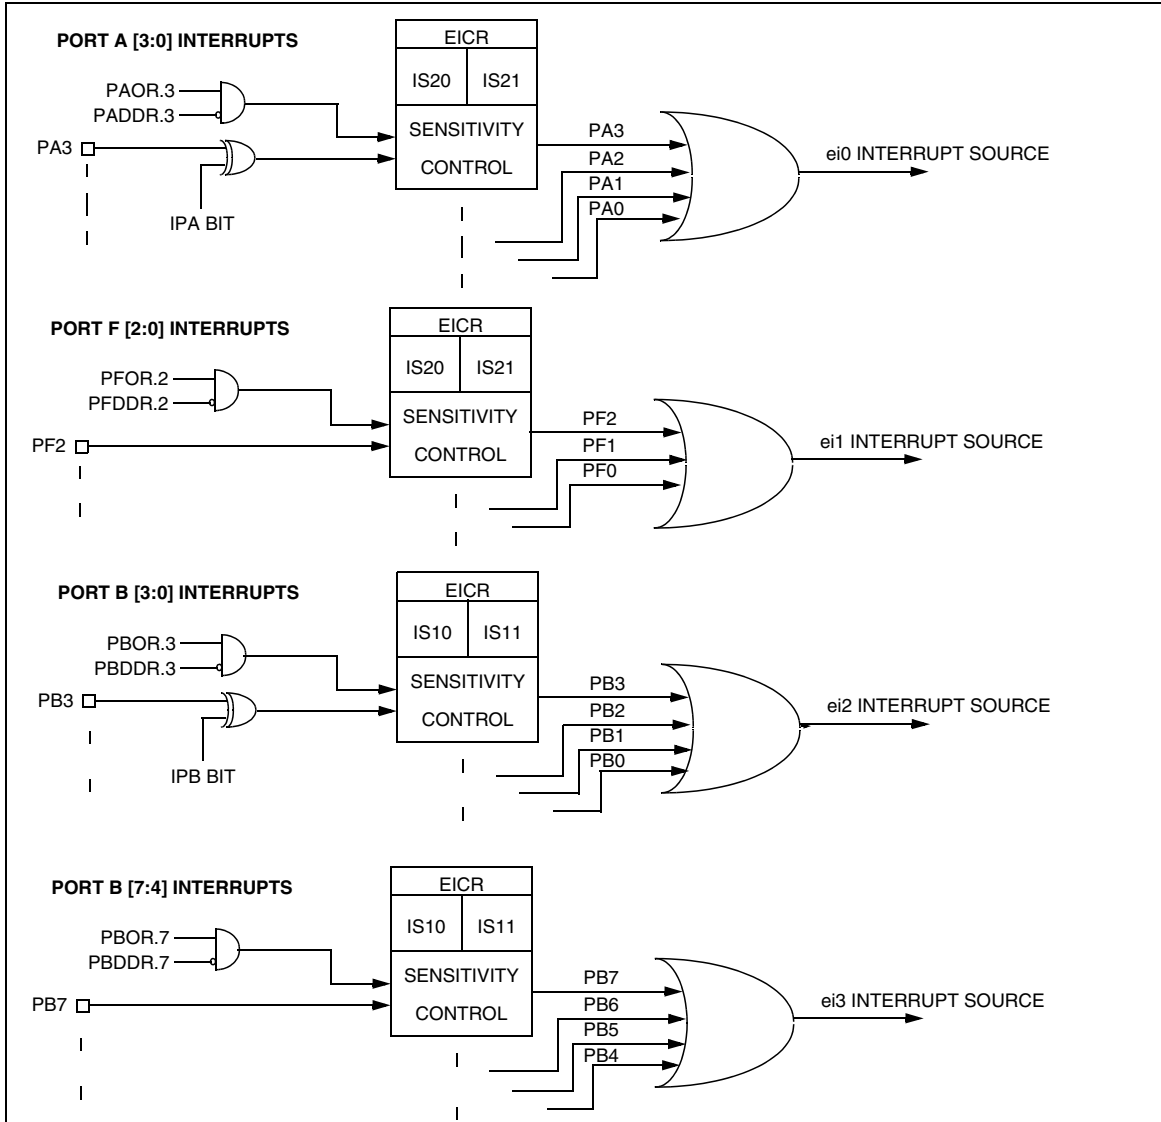 PORT A [3:0] INTERRUPTS
EICR
IS20 IS21
PAOR.3
PADDR.3
SENSITIVITY
CONTROL
PA3
IPA BIT
PA3
PA2
PA1
PA0
ei0 INTERRUPT SOURCE
PORT F [2:0] INTERRUPTS
EICR
IS20 IS21
PFOR.2
PFDDR.2
SENSITIVITY
CONTROL
PF2
PF2
PF1
PF0
ei1 INTERRUPT SOURCE
PORT B [3:0] INTERRUPTS
EICR
IS10 IS11
PBOR.3
PBDDR.3
SENSITIVITY
CONTROL
PB3
IPB BIT
PB3
PB2
PB1
PB0
ei2 INTERRUPT SOURCE
PORT B [7:4] INTERRUPTS
EICR
IS10 IS11
PBOR.7
PBDDR.7
SENSITIVITY
CONTROL
PB7
PB7
PB6
PB5
PB4
ei3 INTERRUPT SOURCE